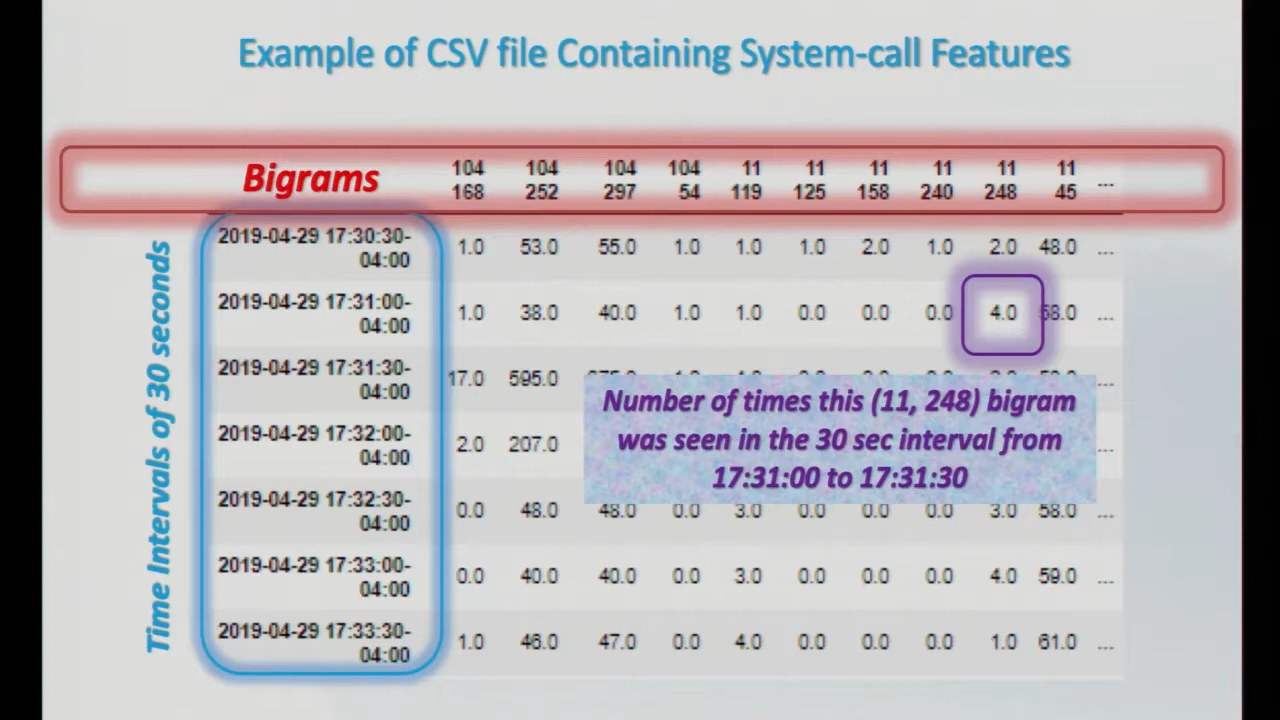 Example of CSV file Containing System-call Features
Bigrams
104 104 104 104 11 11 11 11 11 11 ...
168 252 297 54 119 125 158 240 248 45
Time Intervals of 30 seconds
2019-04-29 17:30:30-
04:00
1.0 53.0 55.0 1.0 1.0 1.0 2.0 1.0 2.0 48.0 ...
2019-04-29 17:31:00-
04:00
1.0 38.0 40.0 1.0 1.0 0.0 0.0 0.0 4.0 58.0 ...
2019-04-29 17:31:30-
04:00
17.0 595.0 ...
2019-04-29 17:32:00-
04:00
2.0 207.0
Number of times this (11, 248) bigram
was seen in the 30 sec interval from
17:31:00 to 17:31:30
2019-04-29 17:32:30-
04:00
0.0 48.0 48.0 0.0 3.0 0.0 0.0 0.0 3.0 58.0 ...
2019-04-29 17:33:00-
04:00
0.0 40.0 40.0 0.0 3.0 0.0 0.0 0.0 4.0 59.0 ...
2019-04-29 17:33:30-
04:00
1.0 46.0 47.0 0.0 4.0 0.0 0.0 0.0 1.0 61.0 ...